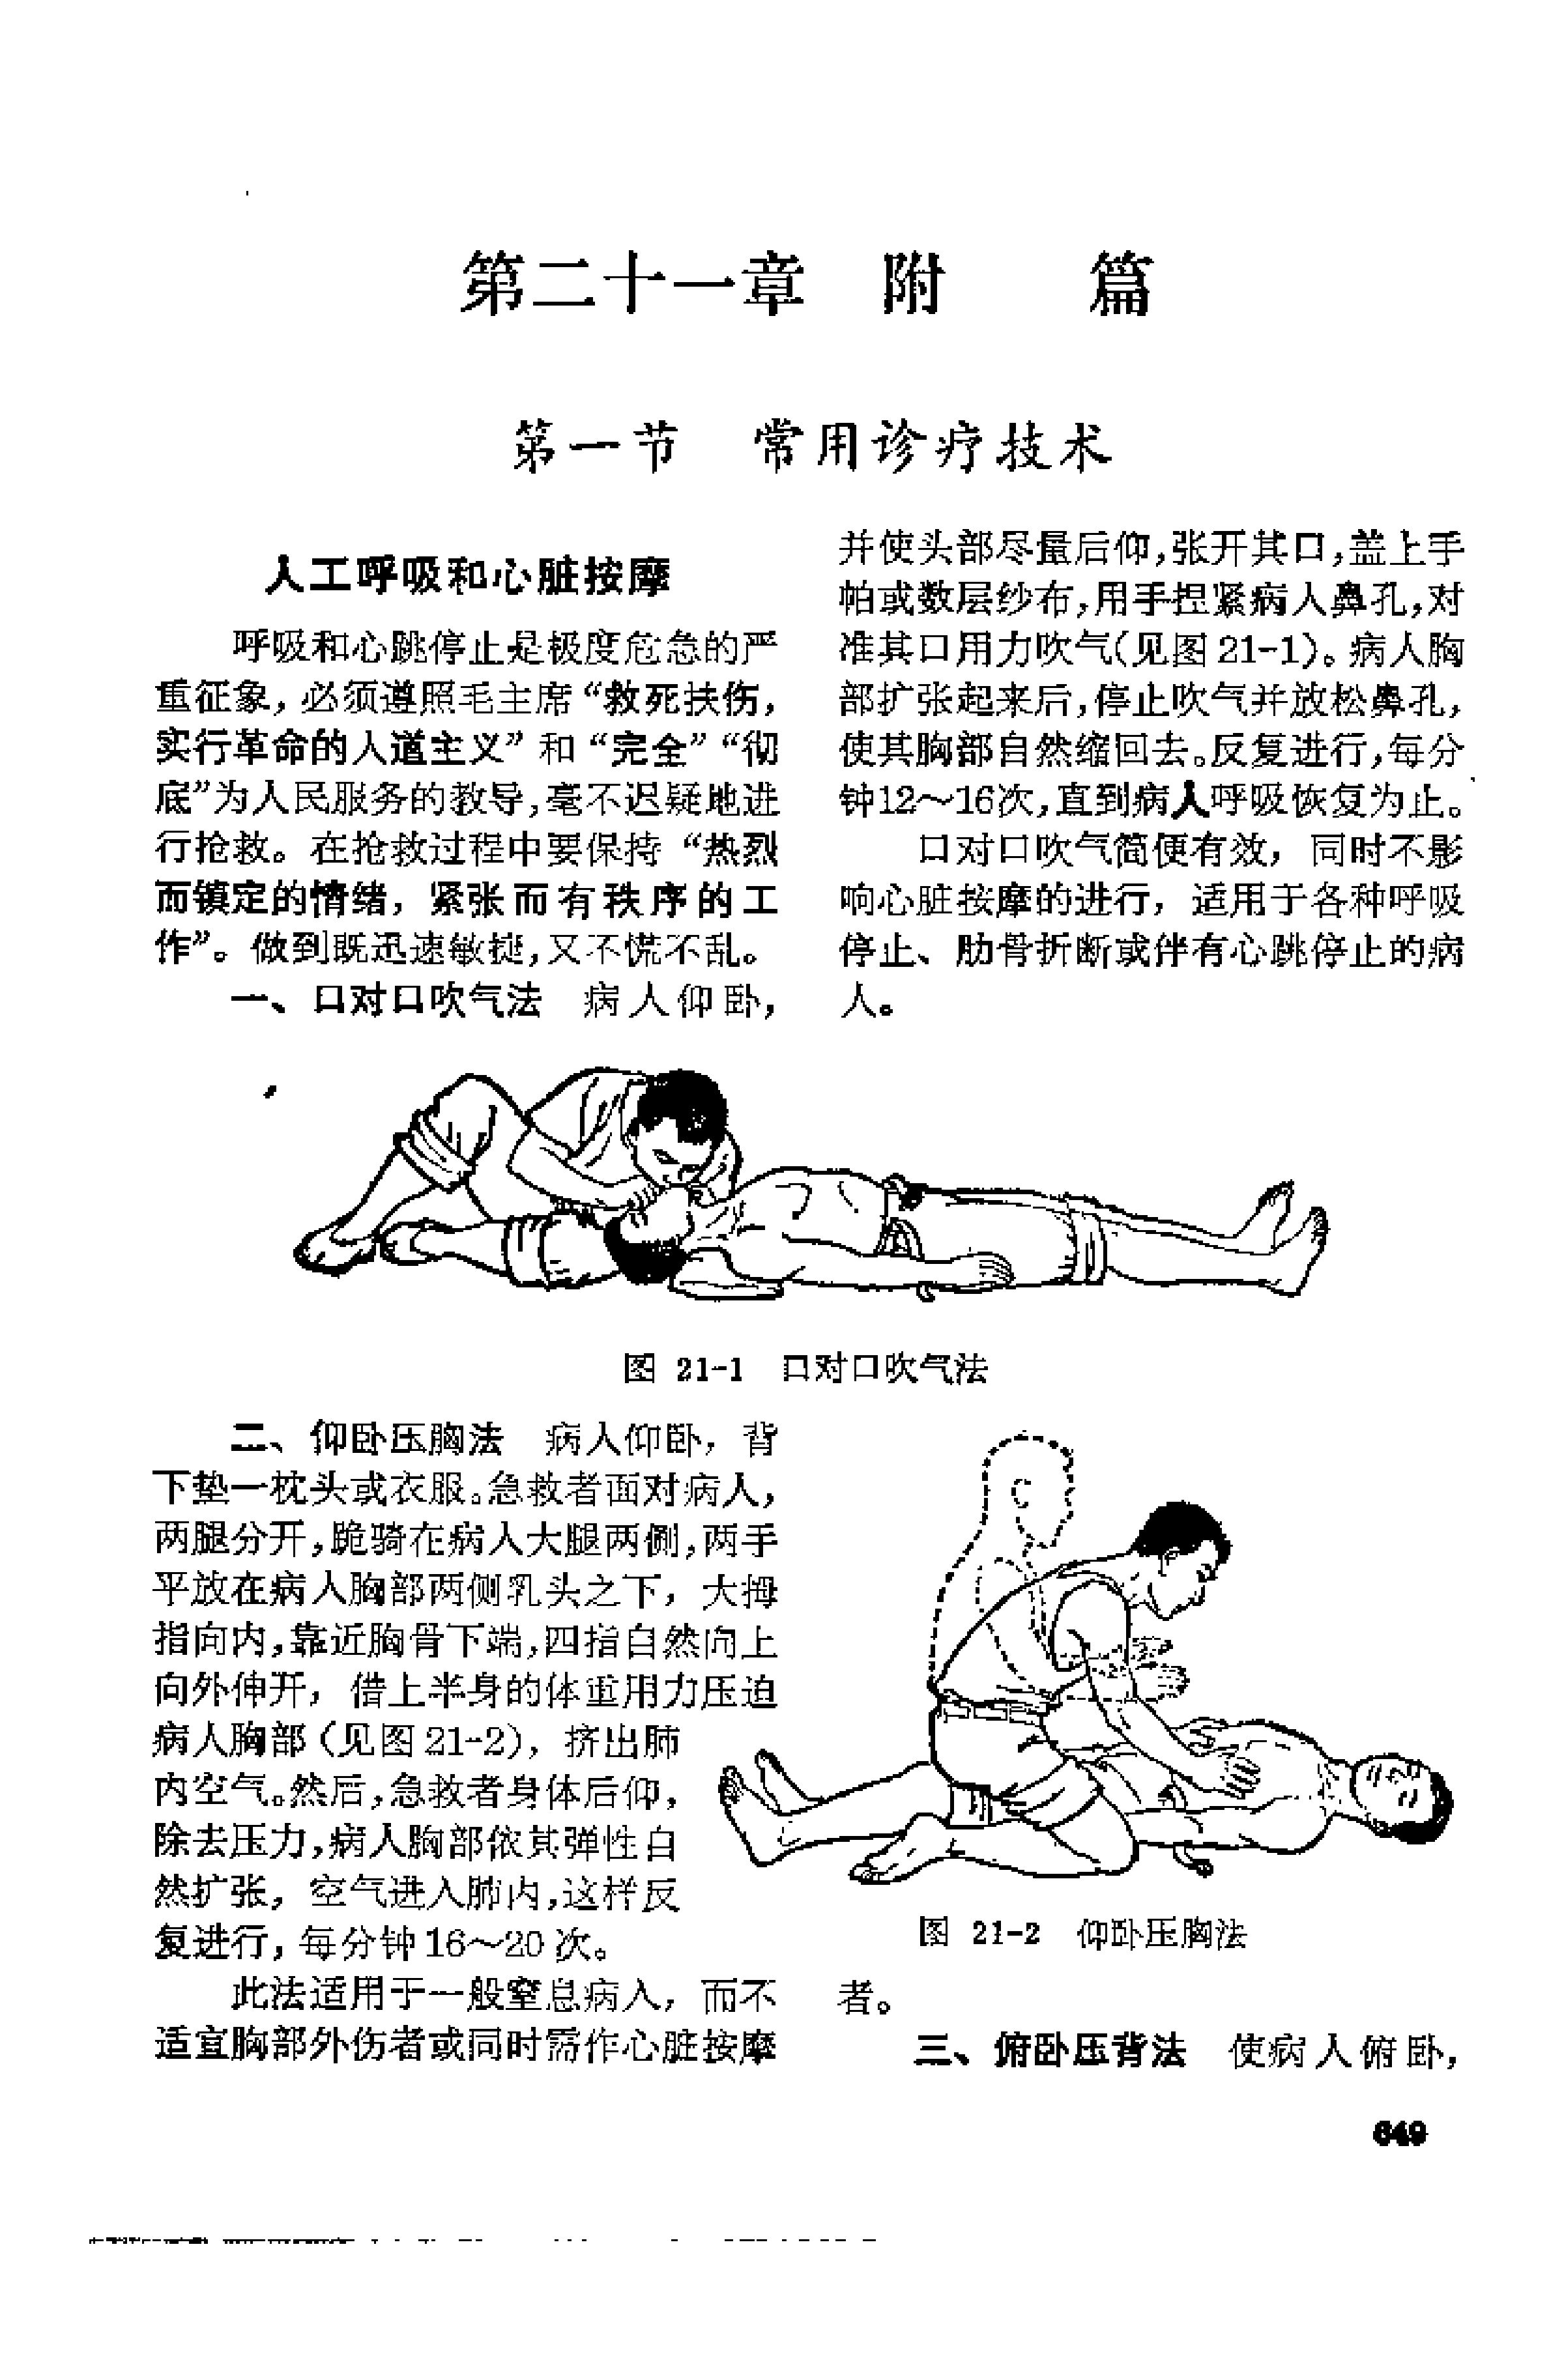 第二十一章 附 篇
第一节 常用诊疗技术
人工呼吸和心脏按摩
呼吸和心跳停止是极度危急的严
重征象，必须遵照毛主席“救死扶伤，
实行革命的人道主义”和“完全”“彻
底”为人民服务的教导，毫不迟疑地进
行抢救。在抢救过程中要保持“热烈
而镇定的情绪，紧张而有秩序的工
作”。做到既迅速敏捷，又不慌不乱。
一、口对口吹气法 病人仰卧，
并使头部尽量后仰，张开其口，盖上手
帕或数层纱布，用手捏紧病人鼻孔，对
准其口用力吹气（见图21-1）。病人胸
部扩张起来后，停止吹气并放松鼻孔，
使其胸部自然缩回去。反复进行，每分
钟12～16次，直到病人呼吸恢复为止。
口对口吹气简便有效，同时不影
响心脏按摩的进行，适用于各种呼吸
停止、肋骨折断或伴有心跳停止的病
人。
图 21-1 口对口吹气法
二、仰卧压胸法 病人仰卧，背
下垫一枕头或衣服。急救者面对病人，
两腿分开，跪骑在病人大腿两侧，两手
平放在病人胸部两侧乳头之下，大拇
指向内，靠近胸骨下端，四指自然向上
向外伸开，借上半身的体重用力压迫
病人胸部（见图21-2），挤出肺
内空气。然后，急救者身体后仰，
除去压力，病人胸部依其弹性自
然扩张，空气进入肺内，这样反
复进行，每分钟16～20次。
此法适用于一般窒息病人，而不
适宜胸部外伤者或同时需作心脏按摩
图 21-2 仰卧压胸法
者。
三、俯卧压背法 使病人俯卧，
649